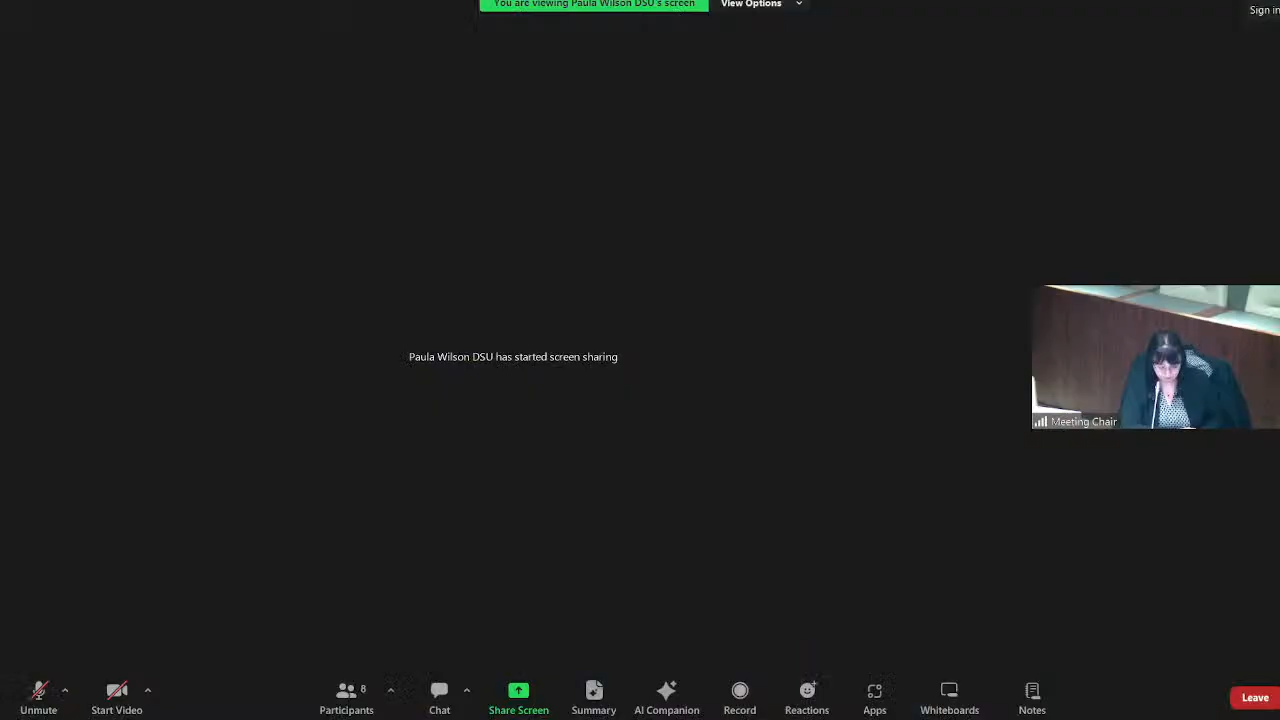 You are viewing Paula Wilson DSU's screen
View Options
Sign in
Paula Wilson DSU has started screen sharing
Meeting Chair
8
Unmute
Start Video
Participants
Chat
Share Screen
Summary
AI Companion
Record
Reactions
Apps
Whiteboards
Notes
Leave